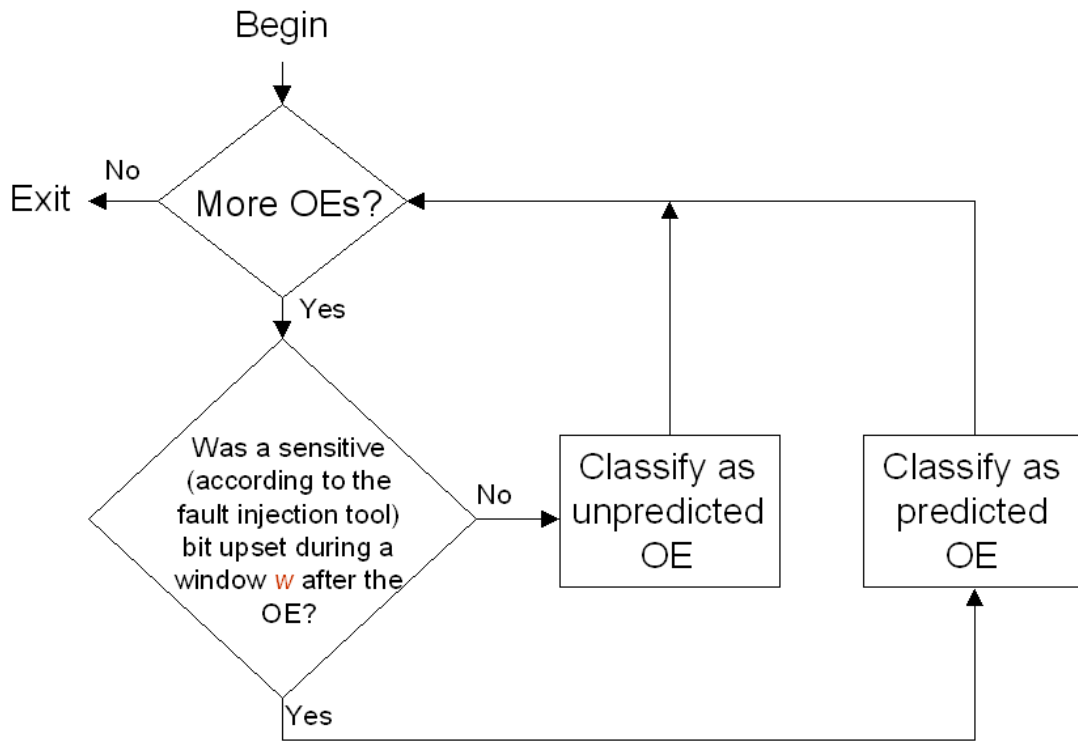 Begin
No
Exit
More OEs?
Yes
Was a sensitive
(according to the
fault injection tool)
bit upset during a
window w after the
OE?
No
Classify as
unpredicted
OE
Classify as
predicted
OE
Yes